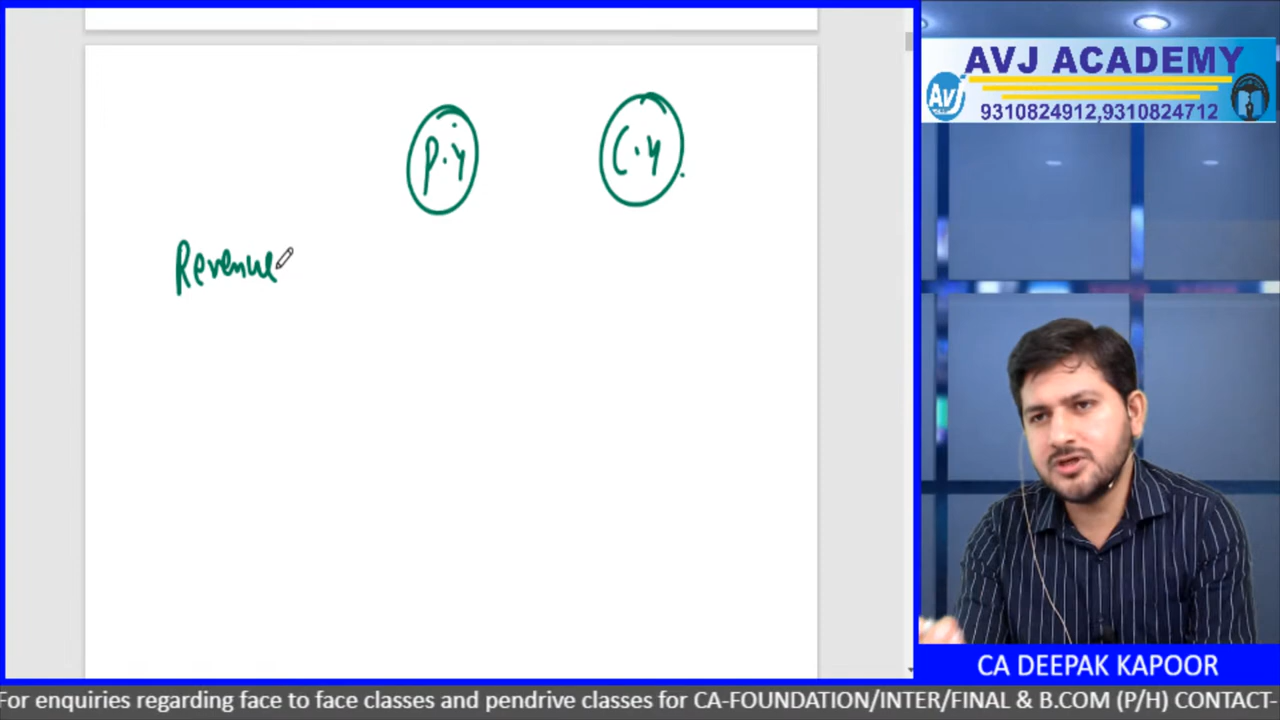 P.Y C.Y.
Revenue
AVJ ACADEMY
AV
9310824912,9310824712
CA DEEPAK KAPOOR
For enquiries regarding face to face classes and pendrive classes for CA-FOUNDATION/INTER/FINAL & B.COM (P/H) CONTACT-